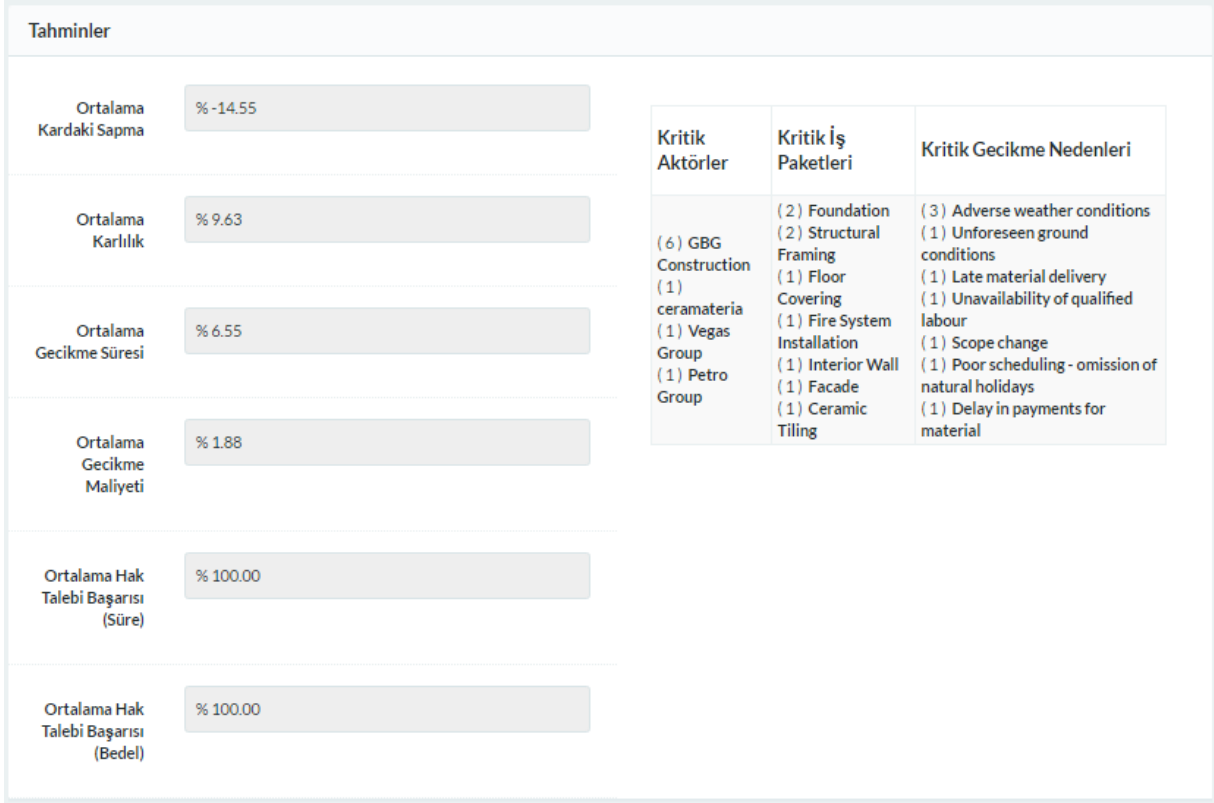 Tahminler
Ortalama
Kardaki Sapma
% -14.55
Ortalama
Karlılık
% 9.63
Ortalama
Gecikme Süresi
% 6.55
Ortalama
Gecikme
Maliyeti
% 1.88
Ortalama Hak
Talebi Başarısı
(Süre)
% 100.00
Ortalama Hak
Talebi Başarısı
(Bedel)
% 100.00
Kritik
Aktörler
Kritik İş
Paketleri
Kritik Gecikme Nedenleri
( 6 ) GBG
Construction
( 1 )
ceramateria
( 1 ) Vegas
Group
( 1 ) Petro
Group
( 2 ) Foundation
( 2 ) Structural
Framing
( 1 ) Floor
Covering
( 1 ) Fire System
Installation
( 1 ) Interior Wall
( 1 ) Facade
( 1 ) Ceramic
Tiling
( 3 ) Adverse weather conditions
( 1 ) Unforeseen ground
conditions
( 1 ) Late material delivery
( 1 ) Unavailability of qualified
labour
( 1 ) Scope change
( 1 ) Poor scheduling - omission of
natural holidays
( 1 ) Delay in payments for
material